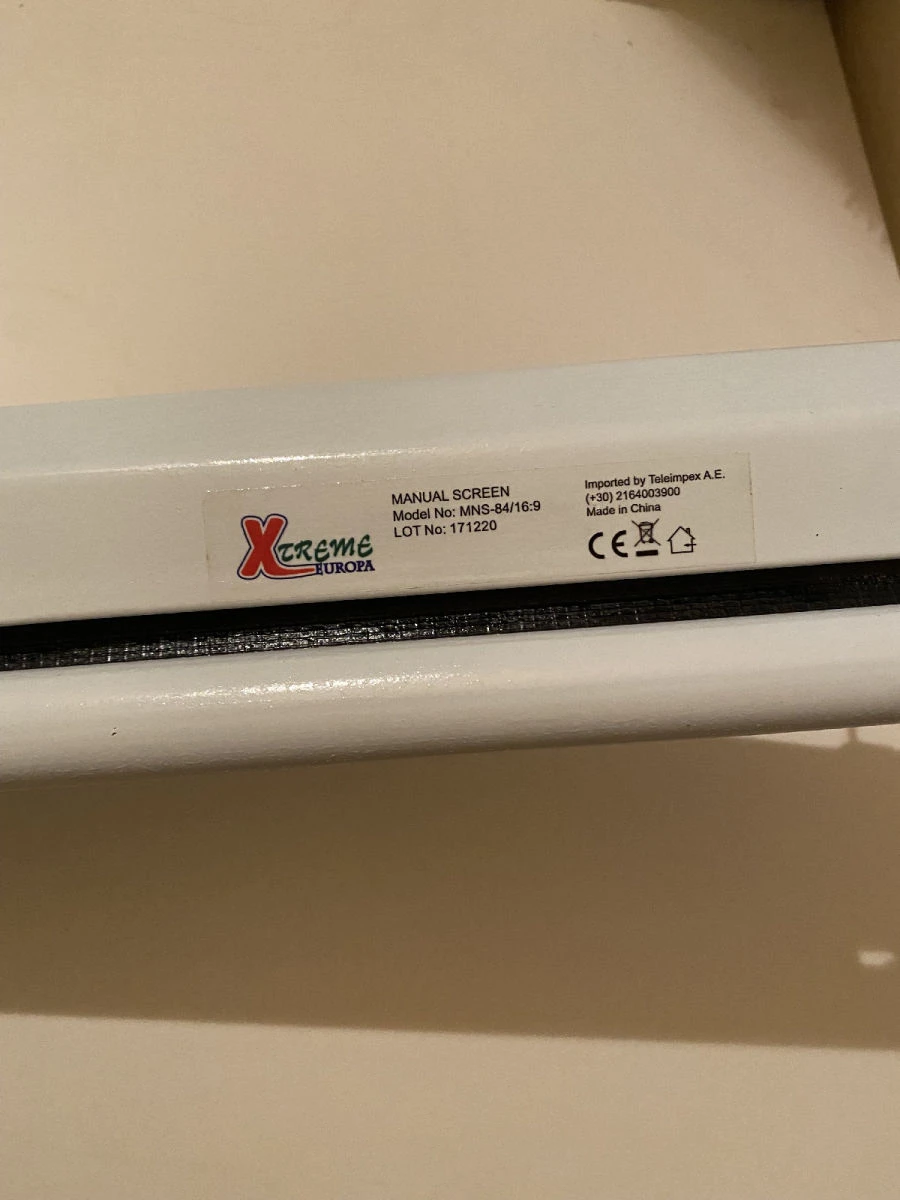 XTREME
EUROPA
MANUAL SCREEN
Model No: MNS-84/16:9
LOT No: 171220
Imported by Teleimpex A.E.
(+30) 2164003900
Made in China
CE